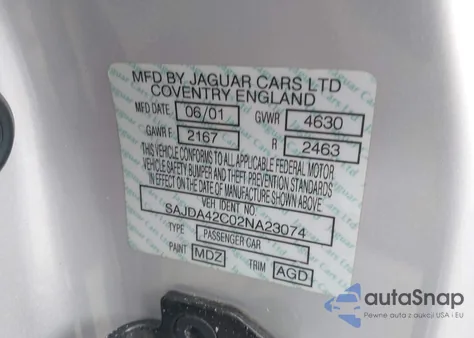 MFD BY JAGUAR CARS LTD
COVENTRY ENGLAND
MFD DATE 06/01 GVWR 4630
GAWR F. 2167 R 2463
THIS VEHICLE CONFORMS TO ALL APPLICABLE FEDERAL MOTOR
VEHICLE SAFETY, BUMPER AND THEFT PREVENTION STANDARDS
IN EFFECT ON THE DATE OF MANUFACTURE SHOWN ABOVE
VEH IDENT NO.
SAJDA42C02NA23074
TYPE PASSENGER CAR
PAINT MDZ TRIM AGD
autoSnap
Pewne auta z aukcji USA i EU